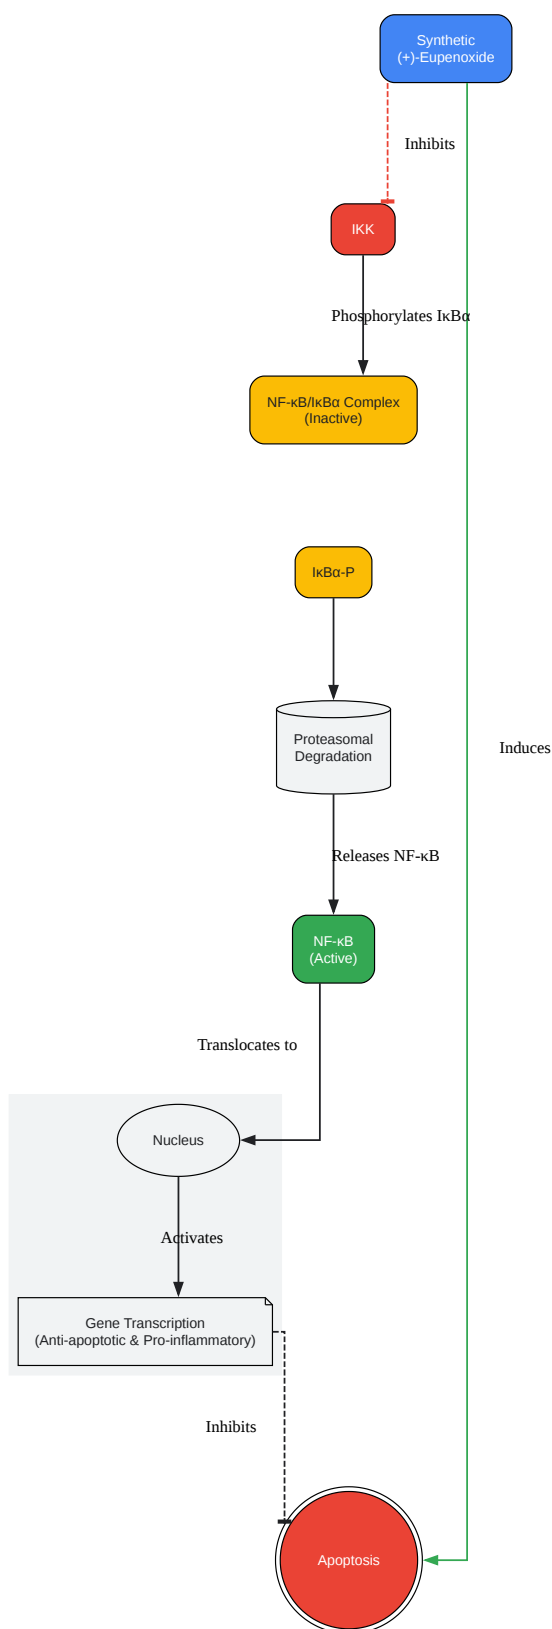 Synthetic
(+)-Eupenoxide
Inhibits
IKK
Phosphorylates IκBα
NF-κB/IκBα Complex
(Inactive)
IκBα-P
Proteasomal
Degradation
Induces
Releases NF-κB
NF-κB
(Active)
Translocates to
Nucleus
Activates
Gene Transcription
(Anti-apoptotic & Pro-inflammatory)
Inhibits
Apoptosis